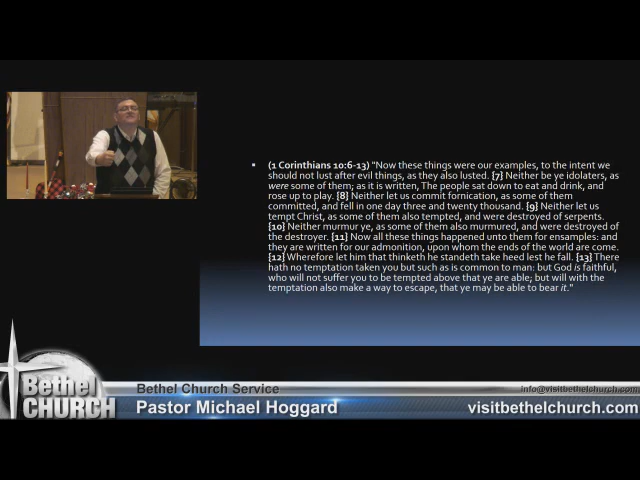 ▪ (1 Corinthians 10:6-13) "Now these things were our examples, to the intent we
should not lust after evil things, as they also lusted. {7} Neither be ye idolaters, as
were some of them; as it is written, The people sat down to eat and drink, and
rose up to play. {8} Neither let us commit fornication, as some of them
committed, and fell in one day three and twenty thousand. {9} Neither let us
tempt Christ, as some of them also tempted, and were destroyed of serpents.
{10} Neither murmur ye, as some of them also murmured, and were destroyed of
the destroyer. {11} Now all these things happened unto them for ensamples: and
they are written for our admonition, upon whom the ends of the world are come.
{12} Wherefore let him that thinketh he standeth take heed lest he fall. {13} There
hath no temptation taken you but such as is common to man: but God is faithful,
who will not suffer you to be tempted above that ye are able; but will with the
temptation also make a way to escape, that ye may be able to bear it."
Bethel
CHURCH
Bethel Church Service
info@visitbethelchurch.com
Pastor Michael Hoggard
visitbethelchurch.com